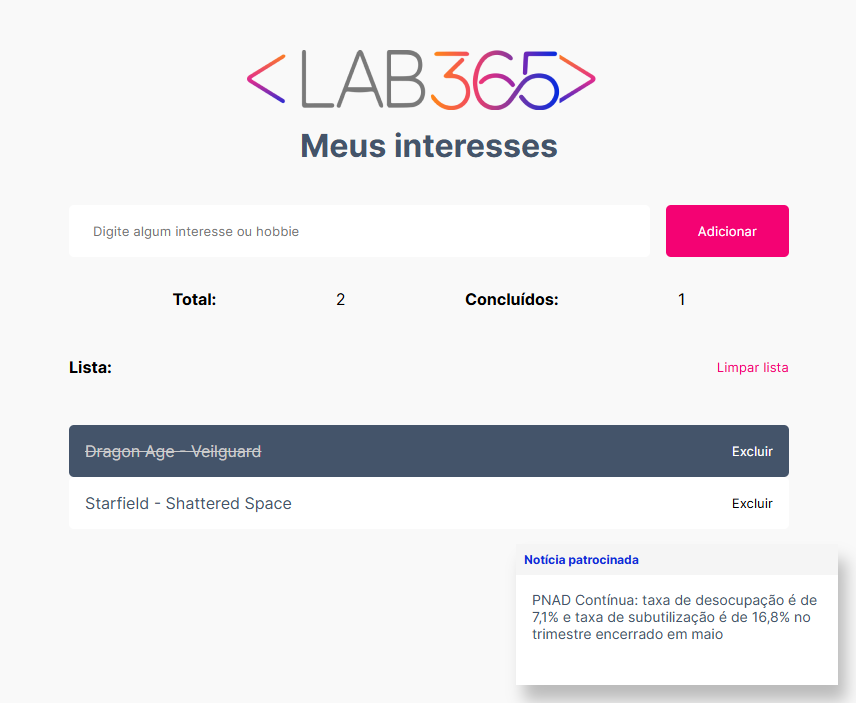 <LAB365>
Meus interesses
Digite algum interesse ou hobbie
Adicionar
Total: 2 Concluídos: 1
Lista: Limpar lista
Dragon Age - Veilguard Excluir
Starfield - Shattered Space Excluir
Notícia patrocinada
PNAD Contínua: taxa de desocupação é de
7,1% e taxa de subutilização é de 16,8% no
trimestre encerrado em maio